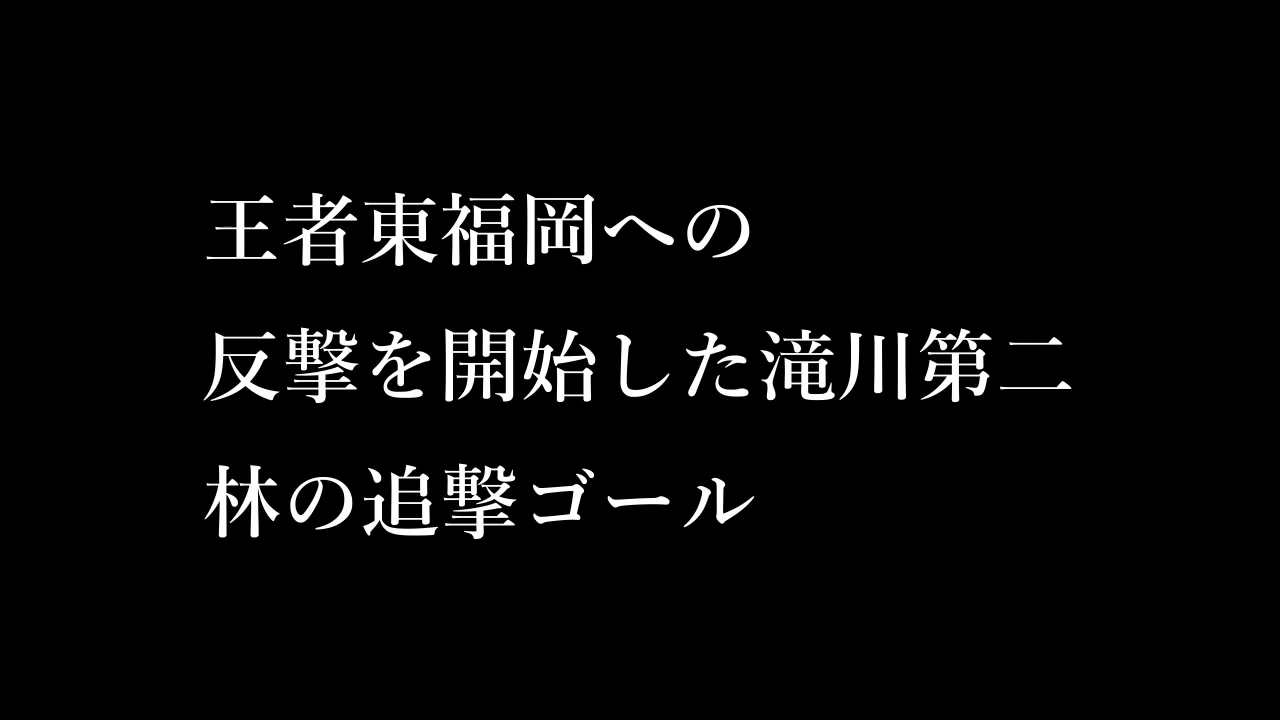 王者東福岡への
反撃を開始した滝川第二
林の追撃ゴール